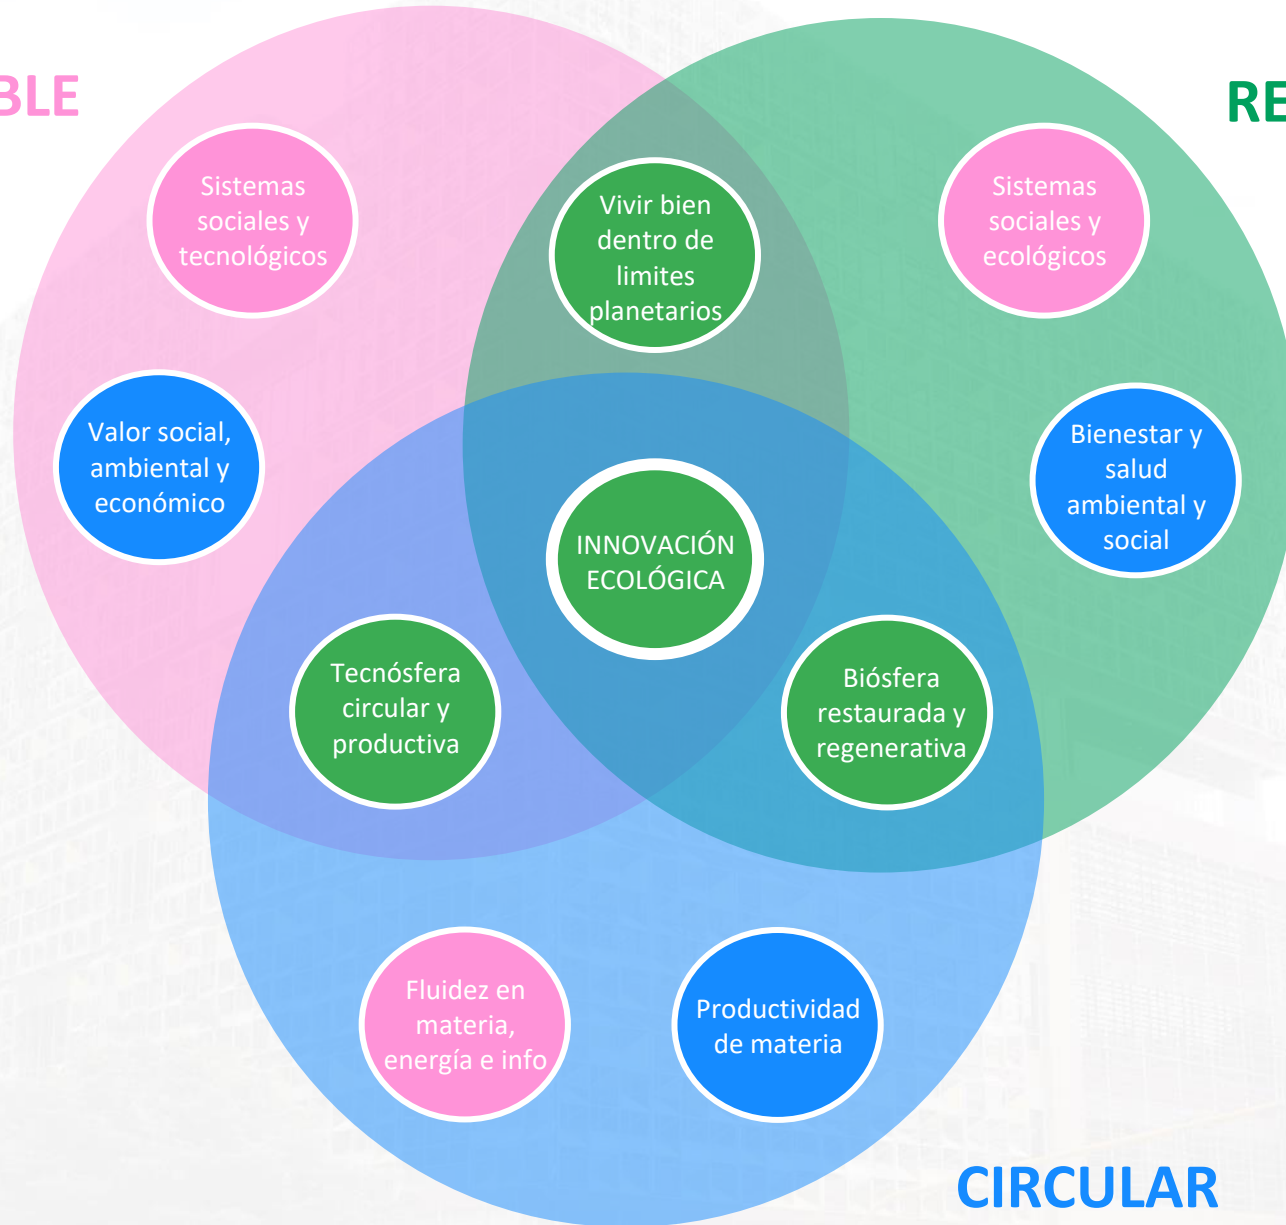 BLE
RE
Sistemas
sociales y
tecnológicos
Vivir bien
dentro de
limites
planetarios
Sistemas
sociales y
ecológicos
Valor social,
ambiental y
económico
Bienestar y
salud
ambiental y
social
INNOVACIÓN
ECOLÓGICA
Tecnósfera
circular y
productiva
Biósfera
restaurada y
regenerativa
Fluidez en
materia,
energía e info
Productividad
de materia
CIRCULAR